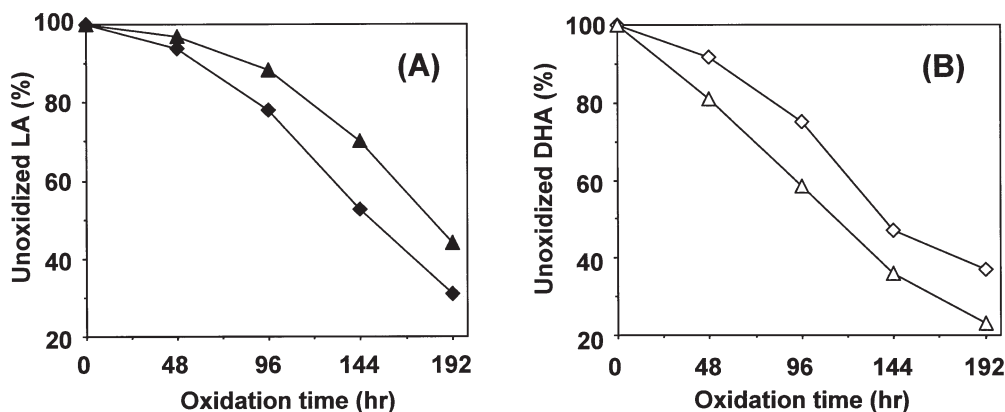 Unoxidized LA (%)
100
80
60
40
20
(A)
0 48 96 144 192
Oxidation time (hr)
Unoxidized DHA (%)
100
80
60
40
20
(B)
0 48 96 144 192
Oxidation time (hr)